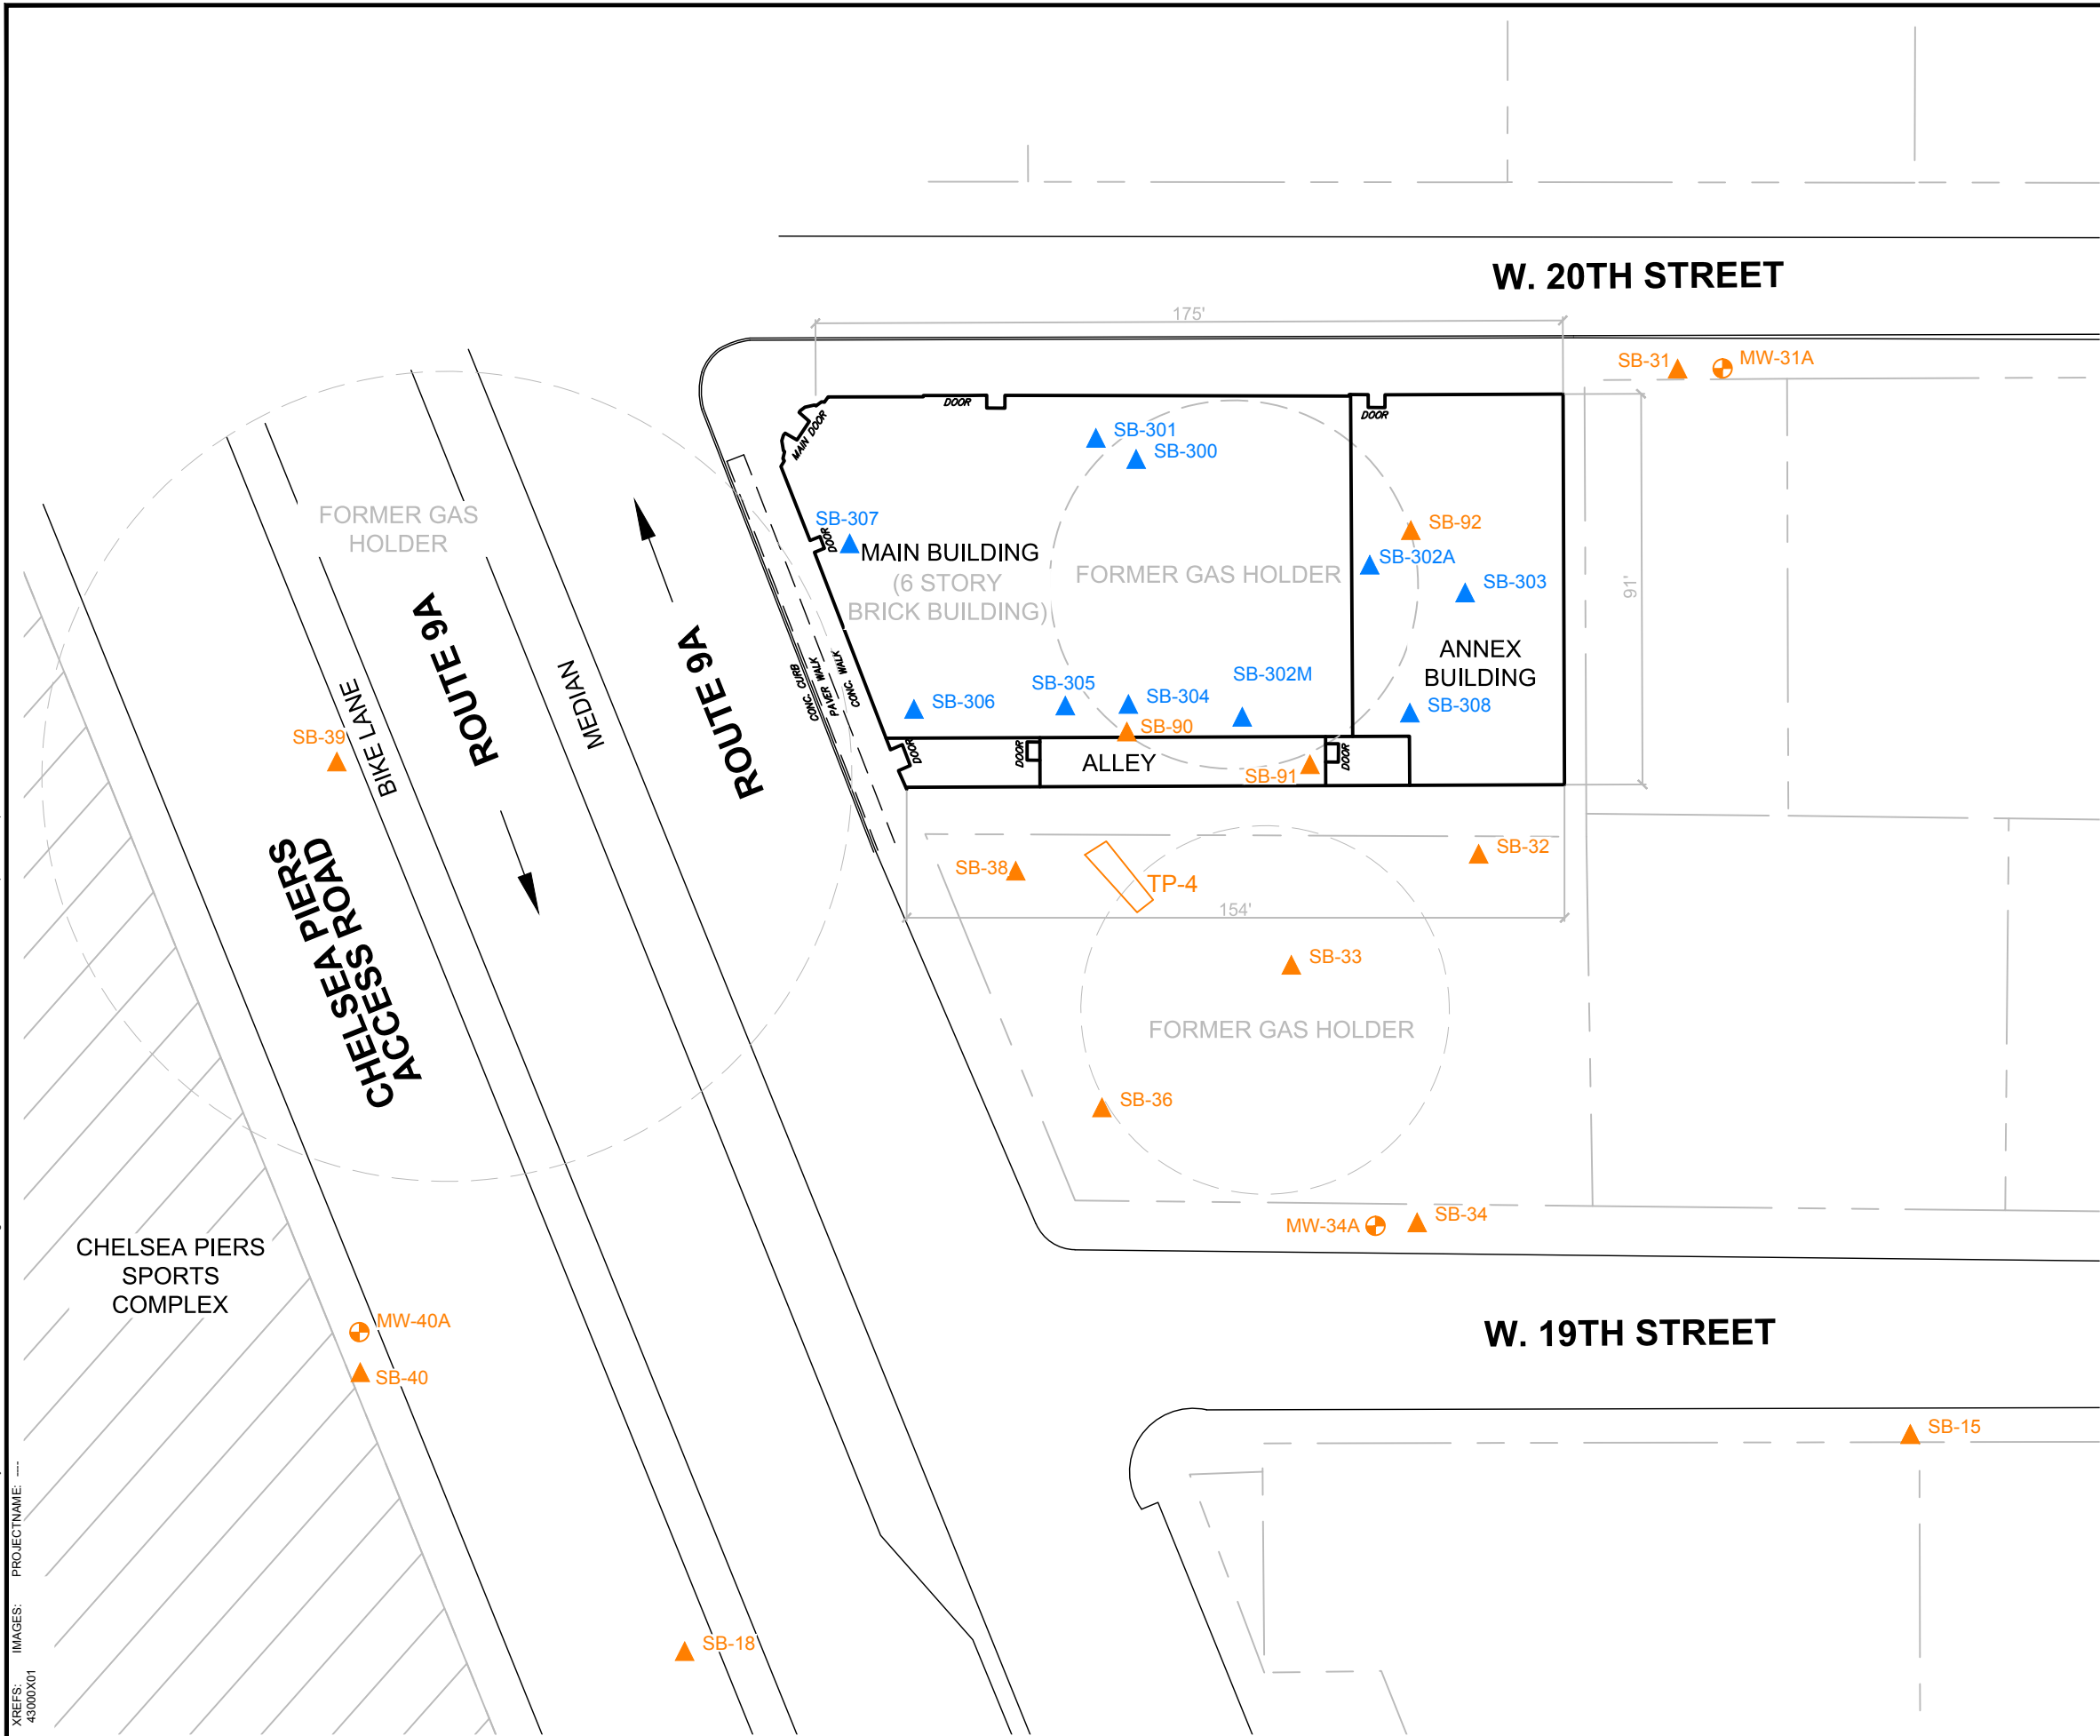 W. 20TH STREET
175'
SB-31
MW-31A
DOOR
DOOR
MAIN DOOR
SB-301
SB-300
FORMER GAS
HOLDER
SB-307
DOOR
MAIN BUILDING
(6 STORY
BRICK BUILDING)
FORMER GAS HOLDER
SB-92
SB-302A
SB-303
91'
ROUTE 9A
MEDIAN
ROUTE 9A
CONC. CURB
PAVER WALK
CONC. WALK
ANNEX
BUILDING
SB-302M
SB-305
SB-304
SB-306
SB-308
SB-90
SB-39
BIKE LANE
DOOR
DOOR
ALLEY
SB-91
DOOR
SB-32
SB-38
TP-4
154'
CHELSEA PIERS
ACCESS ROAD
SB-33
FORMER GAS HOLDER
SB-36
MW-34A
SB-34
CHELSEA PIERS
SPORTS
COMPLEX
MW-40A
SB-40
W. 19TH STREET
SB-15
SB-18
XREFS:
43000X01
IMAGES:
PROJECTNAME: ----